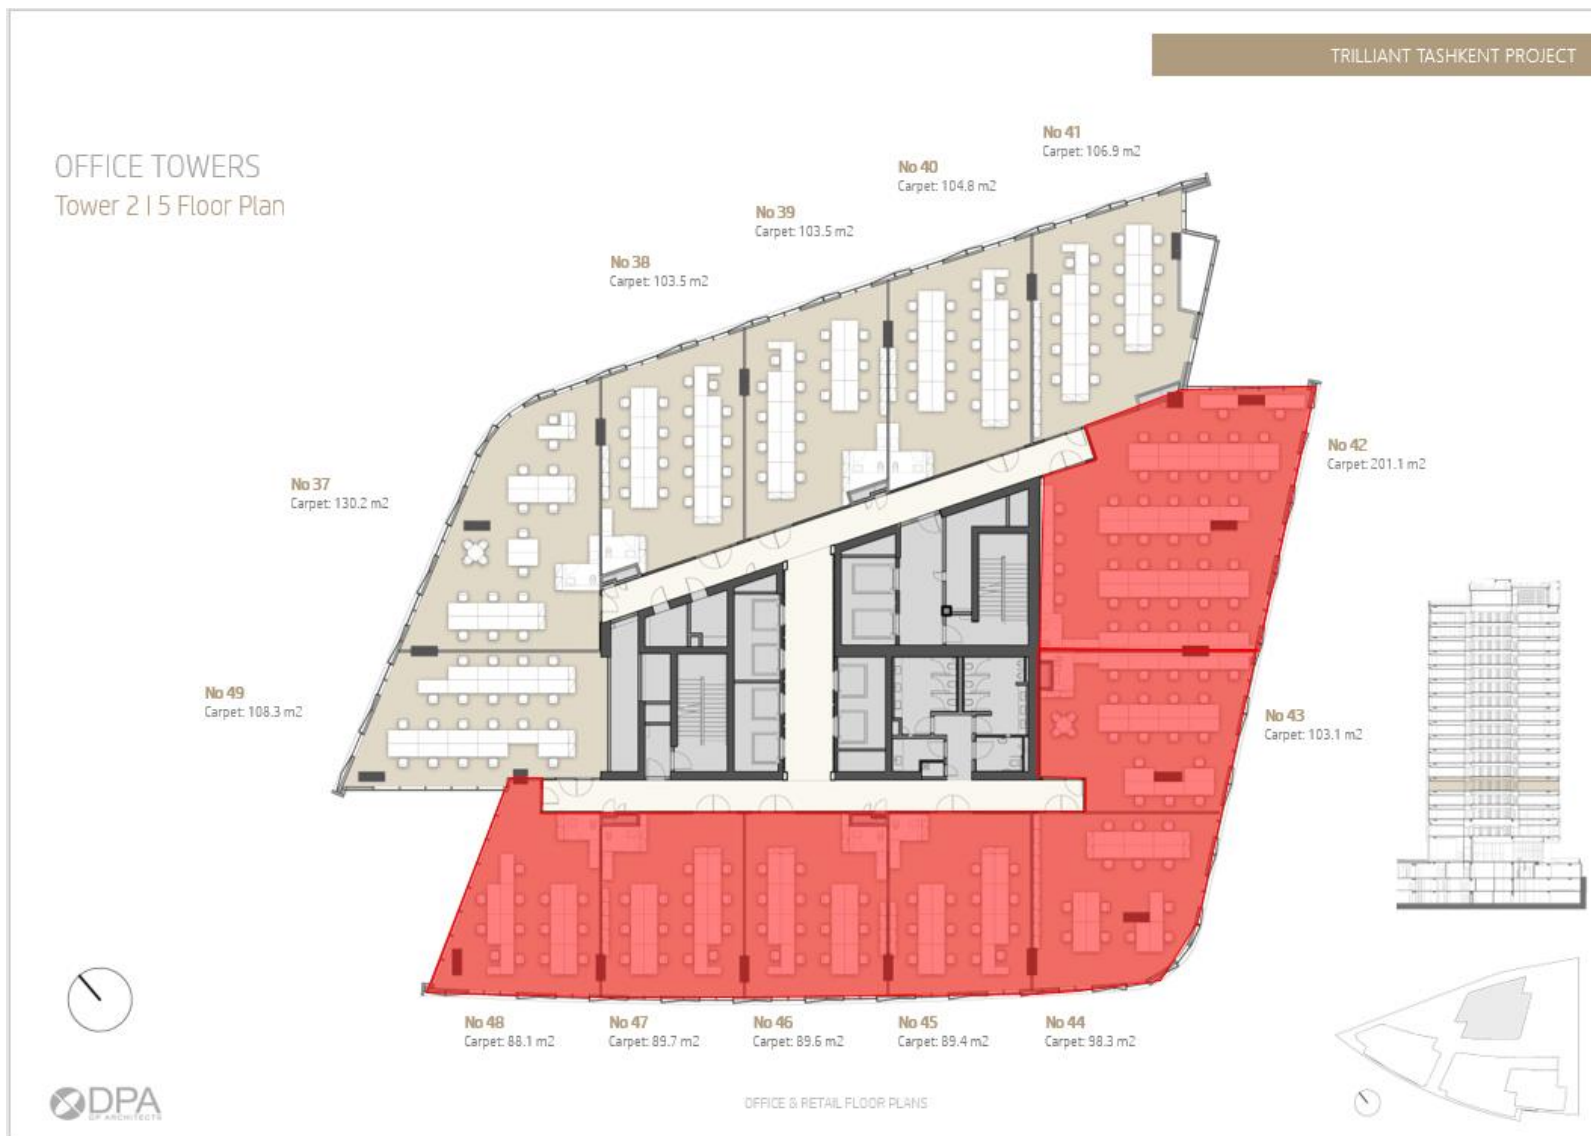 TRILLIANT TASHKENT PROJECT
OFFICE TOWERS
Tower 2 I 5 Floor Plan
No 41
Carpet: 106.9 m2
No 40
Carpet: 104.8 m2
No 39
Carpet: 103.5 m2
No 38
Carpet: 103.5 m2
No 37
Carpet: 130.2 m2
No 42
Carpet: 201.1 m2
No 49
Carpet: 108.3 m2
No 43
Carpet: 103.1 m2
No 48
Carpet: 88.1 m2
No 47
Carpet: 89.7 m2
No 46
Carpet: 89.6 m2
No 45
Carpet: 89.4 m2
No 44
Carpet: 98.3 m2
DPA
DP ARCHITECTS
OFFICE & RETAIL FLOOR PLANS